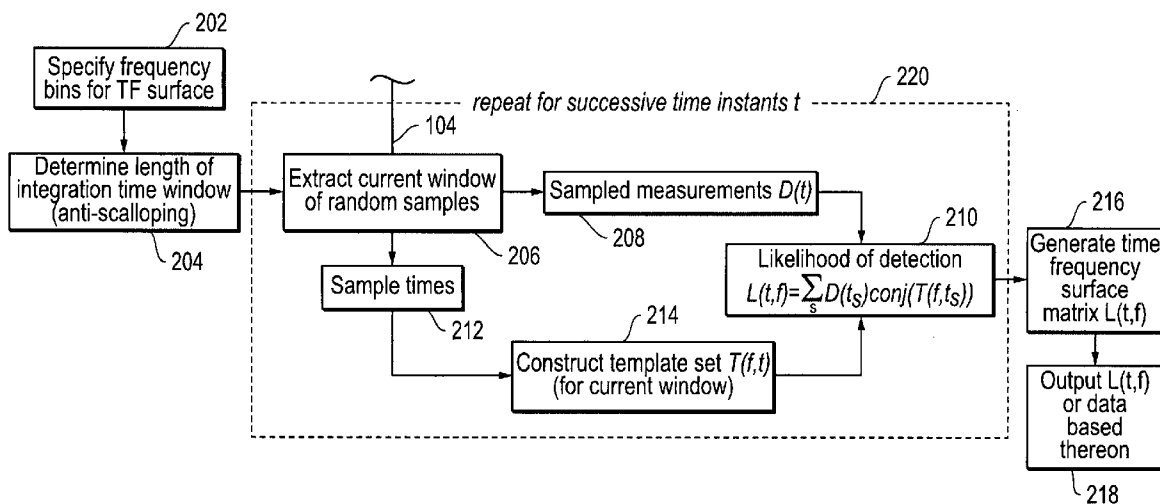 202
Specify frequency
bins for TF surface
220
repeat for successive time instants t
104
Determine length of
integration time window
(anti-scalloping)
204
Extract current window
of random samples
206
Sampled measurements D(t)
208
210
Likelihood of detection
L(t,f)=∑D(tₛ)conj(T(f,tₛ))
s
216
Generate time
frequency
surface
matrix L(t,f)
Sample times
212
214
Construct template set T(f,t)
(for current window)
Output L(t,f)
or data
based
thereon
218